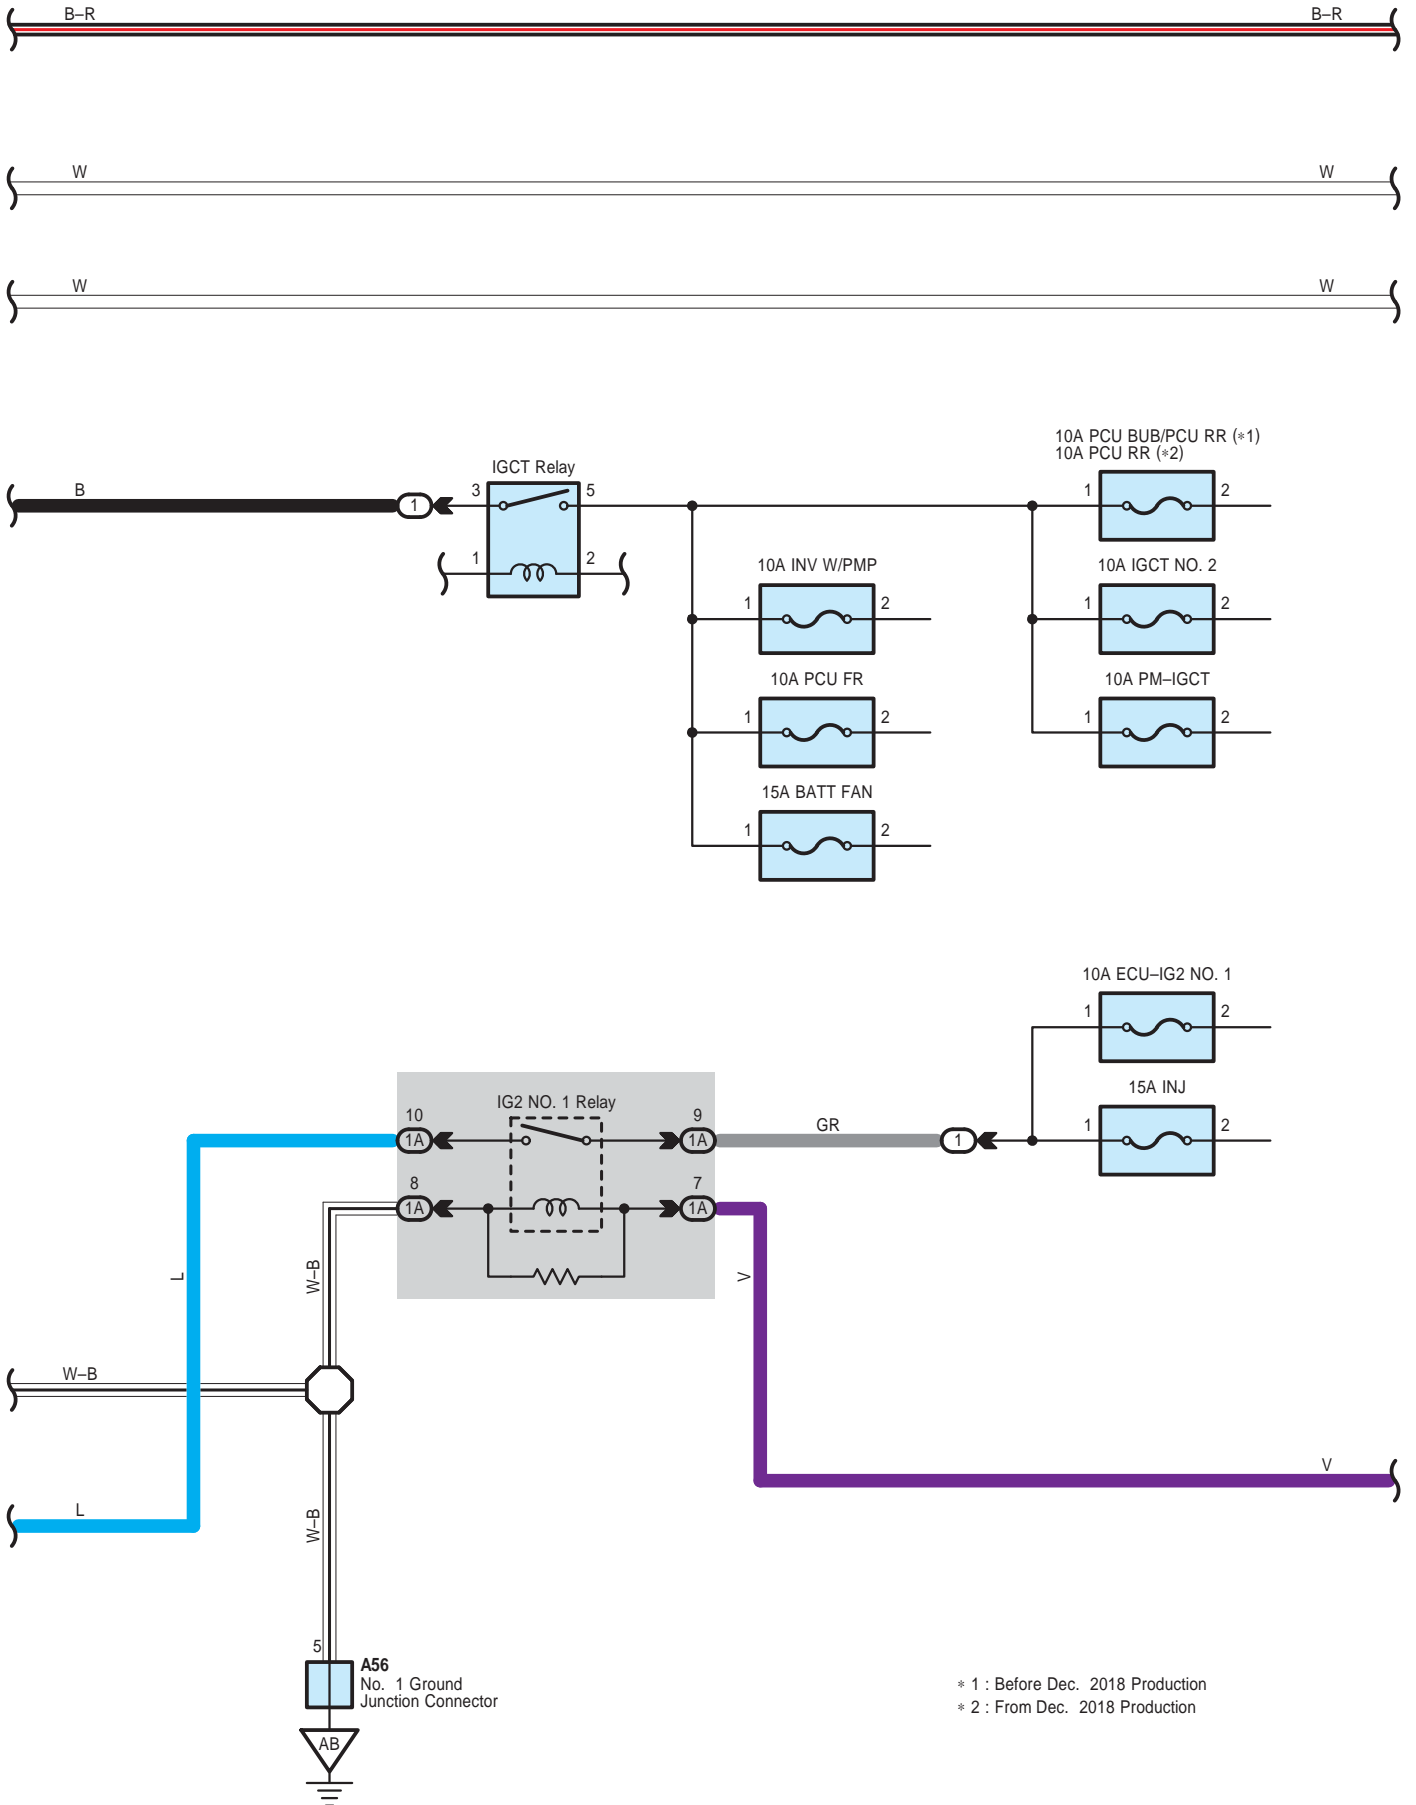 B–R B–R
W W
W W
10A PCU BUB/PCU RR (∗1)
10A PCU RR (∗2)
IGCT Relay
B 1 3 5 1 2
1 2
10A INV W/PMP 10A IGCT NO. 2
1 2 1 2
10A PCU FR 10A PM–IGCT
1 2 1 2
15A BATT FAN
1 2
10A ECU–IG2 NO. 1
1 2
15A INJ
IG2 NO. 1 Relay
10 9
1A 1A GR 1 1 2
8 7
1A 1A
L W–B V
W–B
V
L W–B
5
A56
No. 1 Ground
Junction Connector
AB
∗ 1 : Before Dec. 2018 Production
∗ 2 : From Dec. 2018 Production